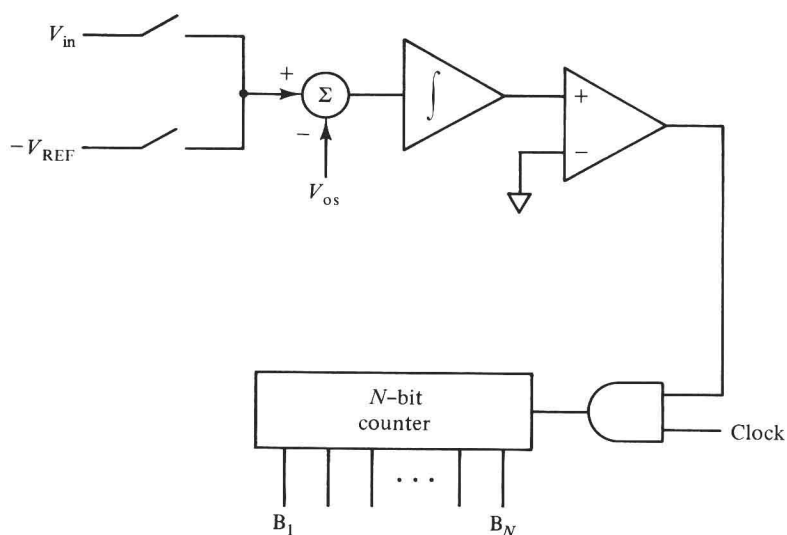 V_in
+
Σ
∫
+
−
−V_REF
−
V_os
N–bit
counter
Clock
· · ·
B_1
B_N